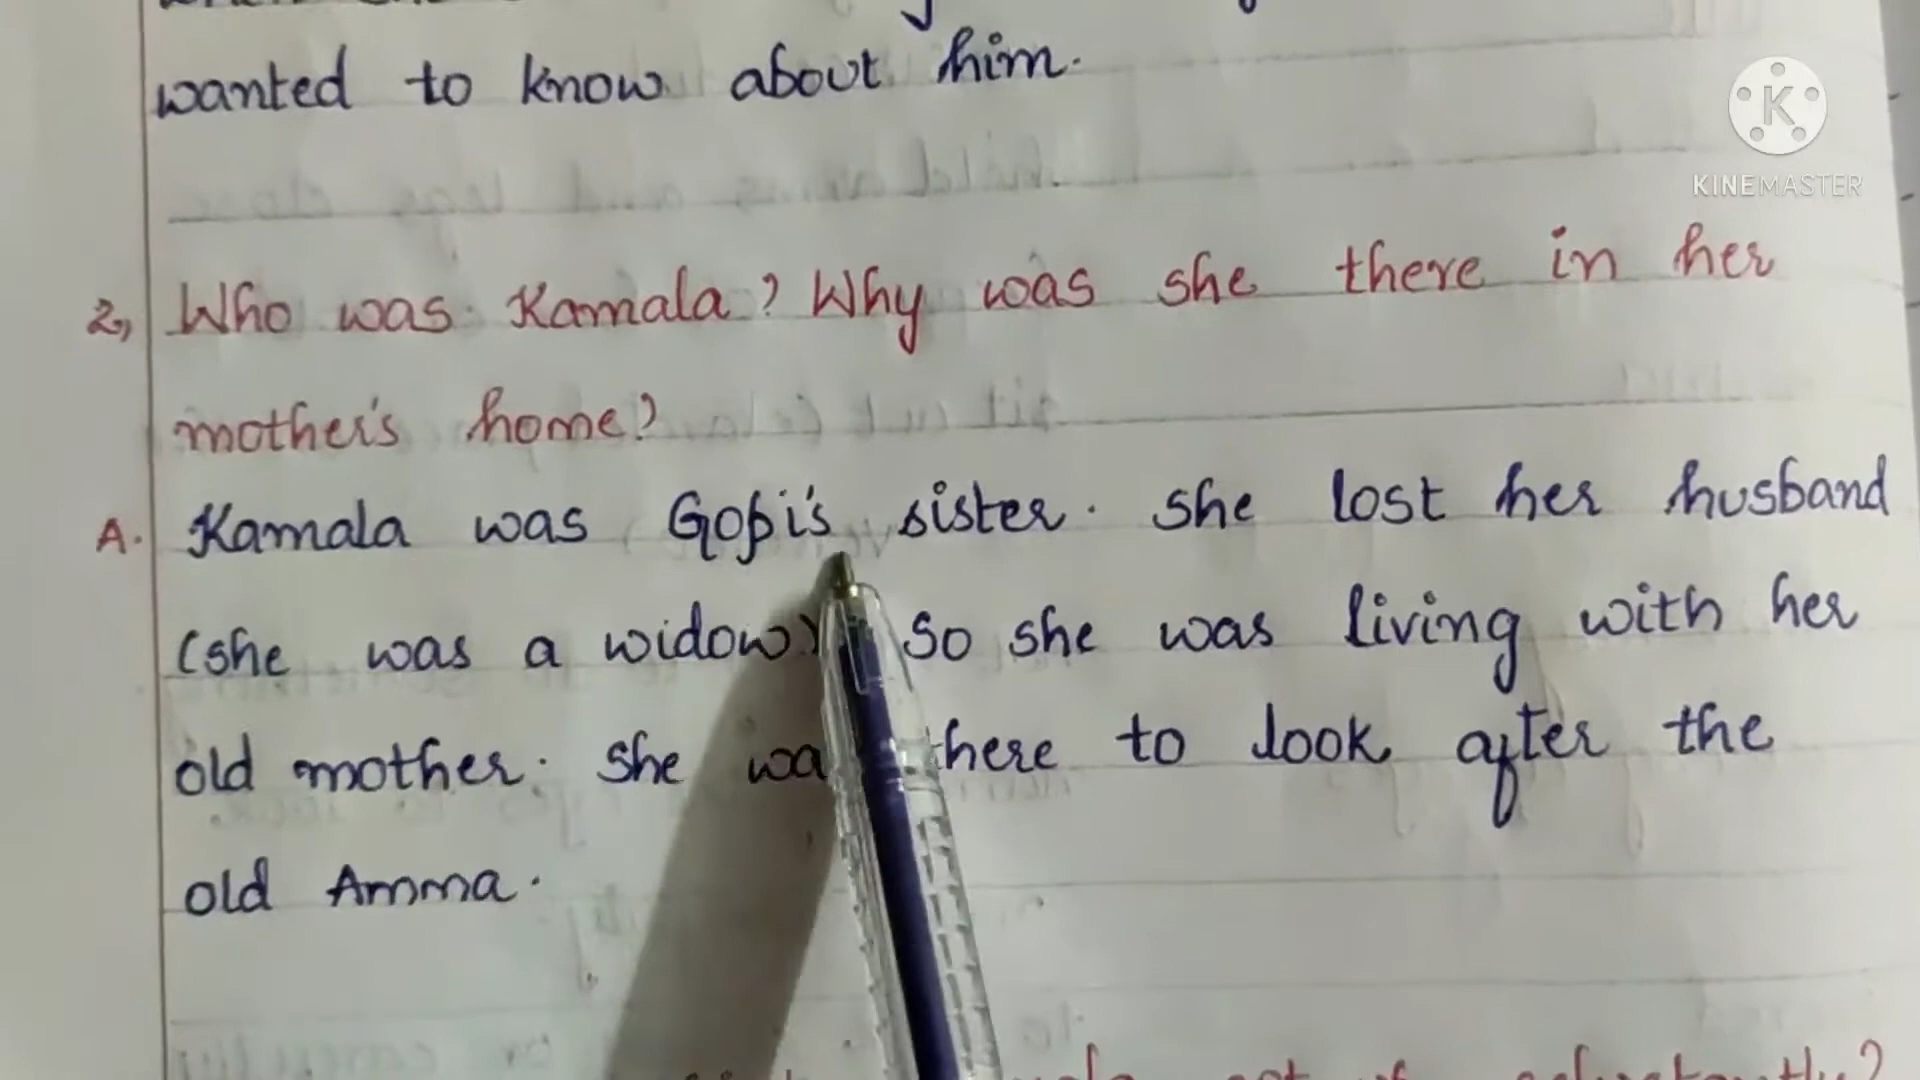 wanted to know about him.
KINEMASTER
2, Who was Kamala? Why was she there in her
mother's home?
A. Kamala was Gopi's sister. She lost her husband
(she was a widow) So she was living with her
old mother. She wa here to look after the
old Amma.